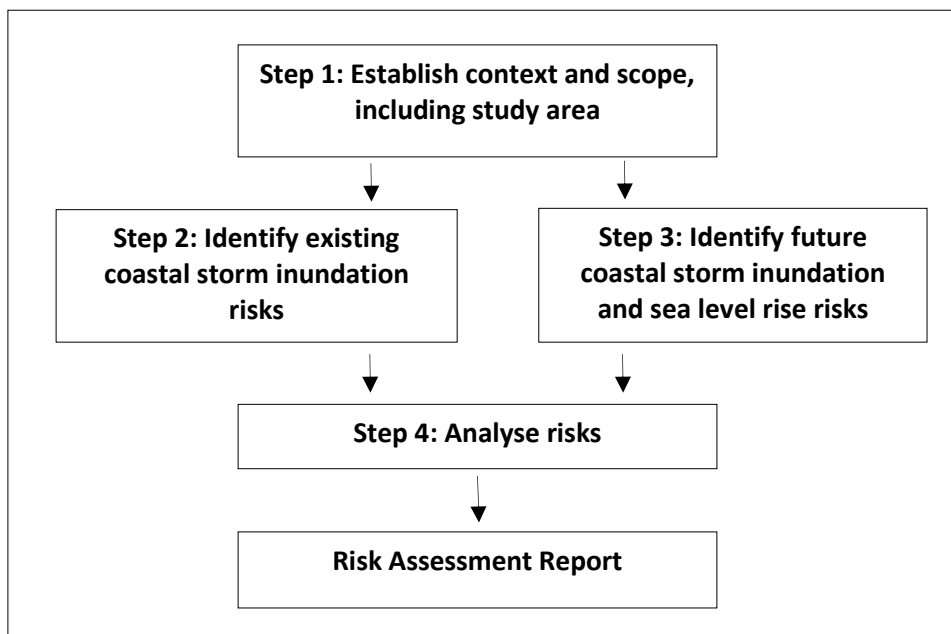 Step 1: Establish context and scope,
including study area
Step 2: Identify existing
coastal storm inundation
risks
Step 3: Identify future
coastal storm inundation
and sea level rise risks
Step 4: Analyse risks
Risk Assessment Report